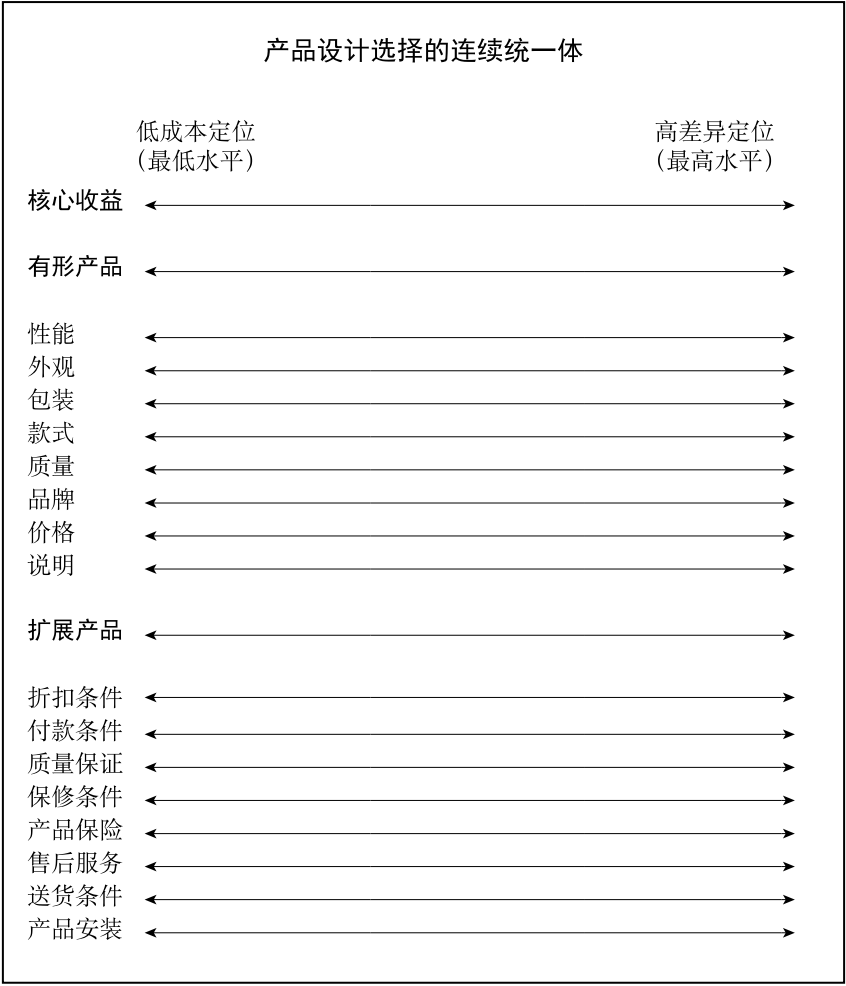 产品设计选择的连续统一体
低成本定位 高差异定位
(最低水平) (最高水平)
核心收益
有形产品
性能
外观
包装
款式
质量
品牌
价格
说明
扩展产品
折扣条件
付款条件
质量保证
保修条件
产品保险
售后服务
送货条件
产品安装